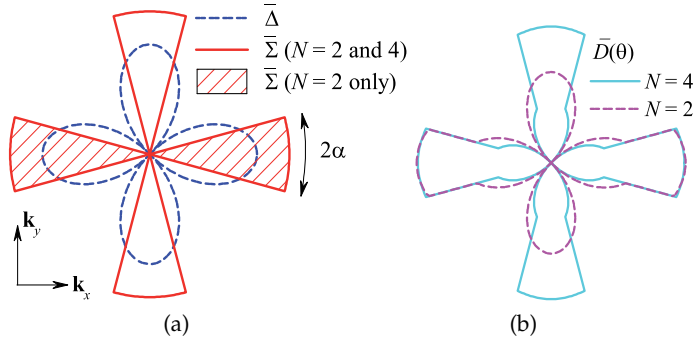 Δ̅
Σ̅ (N = 2 and 4)
Σ̅ (N = 2 only)
2α
k_y
k_x
(a)
D̅(θ)
N = 4
N = 2
(b)